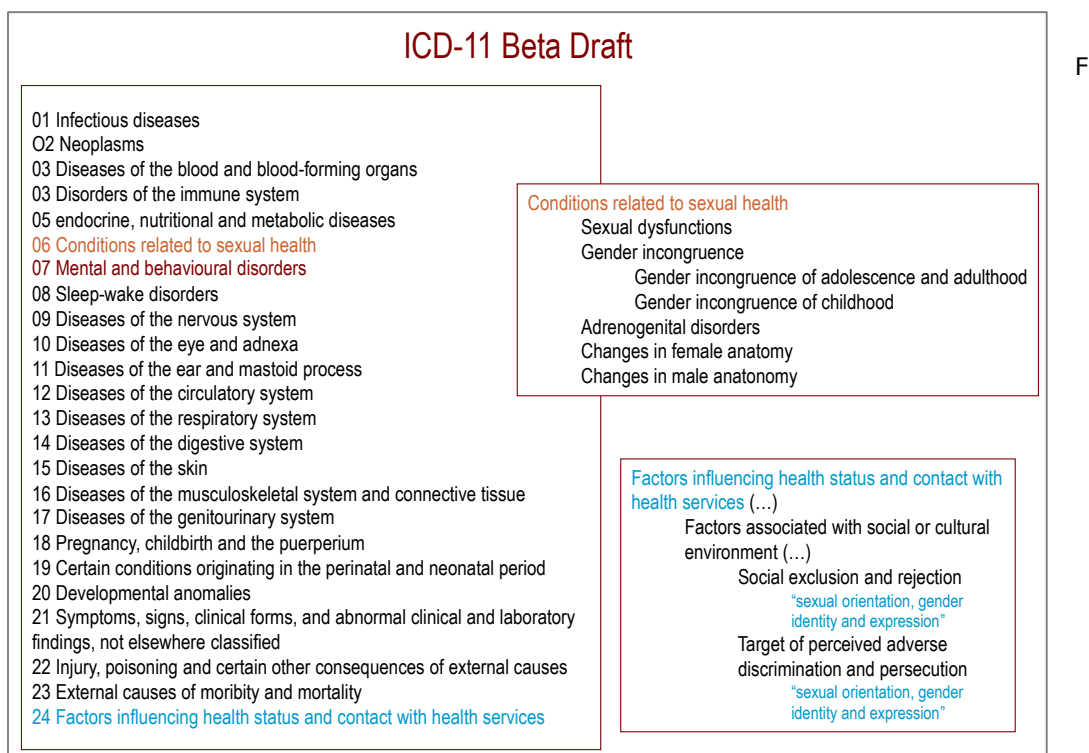 ICD-11 Beta Draft
F
01 Infectious diseases
O2 Neoplasms
03 Diseases of the blood and blood-forming organs
03 Disorders of the immune system
05 endocrine, nutritional and metabolic diseases
06 Conditions related to sexual health
07 Mental and behavioural disorders
08 Sleep-wake disorders
09 Diseases of the nervous system
10 Diseases of the eye and adnexa
11 Diseases of the ear and mastoid process
12 Diseases of the circulatory system
13 Diseases of the respiratory system
14 Diseases of the digestive system
15 Diseases of the skin
16 Diseases of the musculoskeletal system and connective tissue
17 Diseases of the genitourinary system
18 Pregnancy, childbirth and the puerperium
19 Certain conditions originating in the perinatal and neonatal period
20 Developmental anomalies
21 Symptoms, signs, clinical forms, and abnormal clinical and laboratory
findings, not elsewhere classified
22 Injury, poisoning and certain other consequences of external causes
23 External causes of moribity and mortality
24 Factors influencing health status and contact with health services
Conditions related to sexual health
Sexual dysfunctions
Gender incongruence
Gender incongruence of adolescence and adulthood
Gender incongruence of childhood
Adrenogenital disorders
Changes in female anatomy
Changes in male anatonomy
Factors influencing health status and contact with
health services (…)
Factors associated with social or cultural
environment (…)
Social exclusion and rejection
“sexual orientation, gender
identity and expression”
Target of perceived adverse
discrimination and persecution
“sexual orientation, gender
identity and expression”